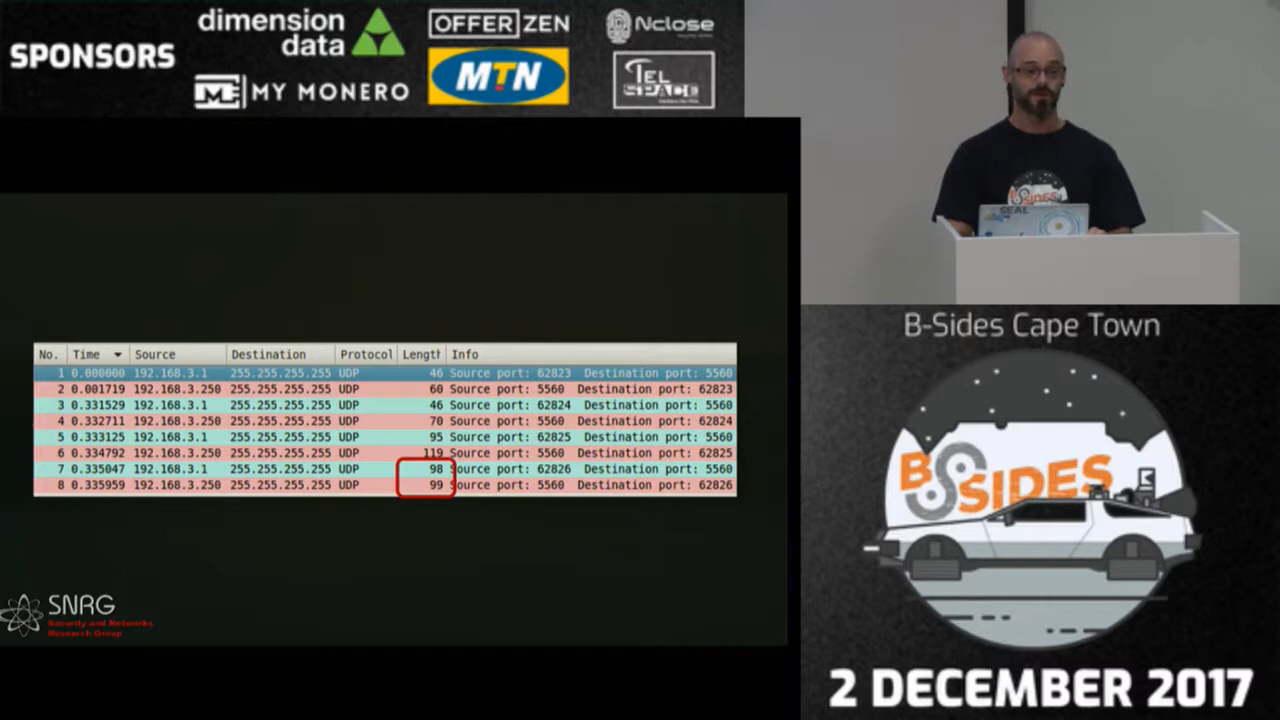 SPONSORS
dimension
data
OFFERZEN
Nclose
MY MONERO
MTN
TEL
SPACE
No. Time Source Destination Protocol Length Info
1 0.000000 192.168.3.1 255.255.255.255 UDP 46 Source port: 62823 Destination port: 5560
2 0.001719 192.168.3.250 255.255.255.255 UDP 60 Source port: 5560 Destination port: 62823
3 0.331529 192.168.3.1 255.255.255.255 UDP 46 Source port: 62824 Destination port: 5560
4 0.332711 192.168.3.250 255.255.255.255 UDP 70 Source port: 5560 Destination port: 62824
5 0.333125 192.168.3.1 255.255.255.255 UDP 95 Source port: 62825 Destination port: 5560
6 0.334792 192.168.3.250 255.255.255.255 UDP 119 Source port: 5560 Destination port: 62825
7 0.335047 192.168.3.1 255.255.255.255 UDP 98 Source port: 62826 Destination port: 5560
8 0.335959 192.168.3.250 255.255.255.255 UDP 99 Source port: 5560 Destination port: 62826
SNRG
Security and Networks
Research Group
BSIDES
SEAL
B-Sides Cape Town
BSIDES
2 DECEMBER 2017